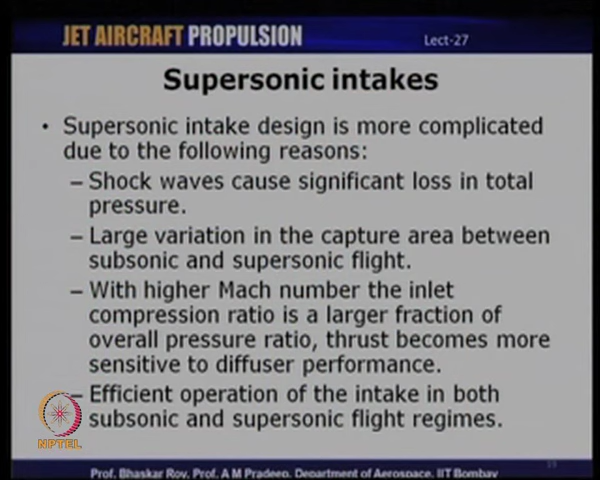 JET AIRCRAFT PROPULSION
Lect-27
Supersonic intakes
• Supersonic intake design is more complicated
due to the following reasons:
– Shock waves cause significant loss in total
pressure.
– Large variation in the capture area between
subsonic and supersonic flight.
– With higher Mach number the inlet
compression ratio is a larger fraction of
overall pressure ratio, thrust becomes more
sensitive to diffuser performance.
– Efficient operation of the intake in both
subsonic and supersonic flight regimes.
NPTEL
19
Prof. Bhaskar Roy, Prof. A M Pradeep, Department of Aerospace, IIT Bombay